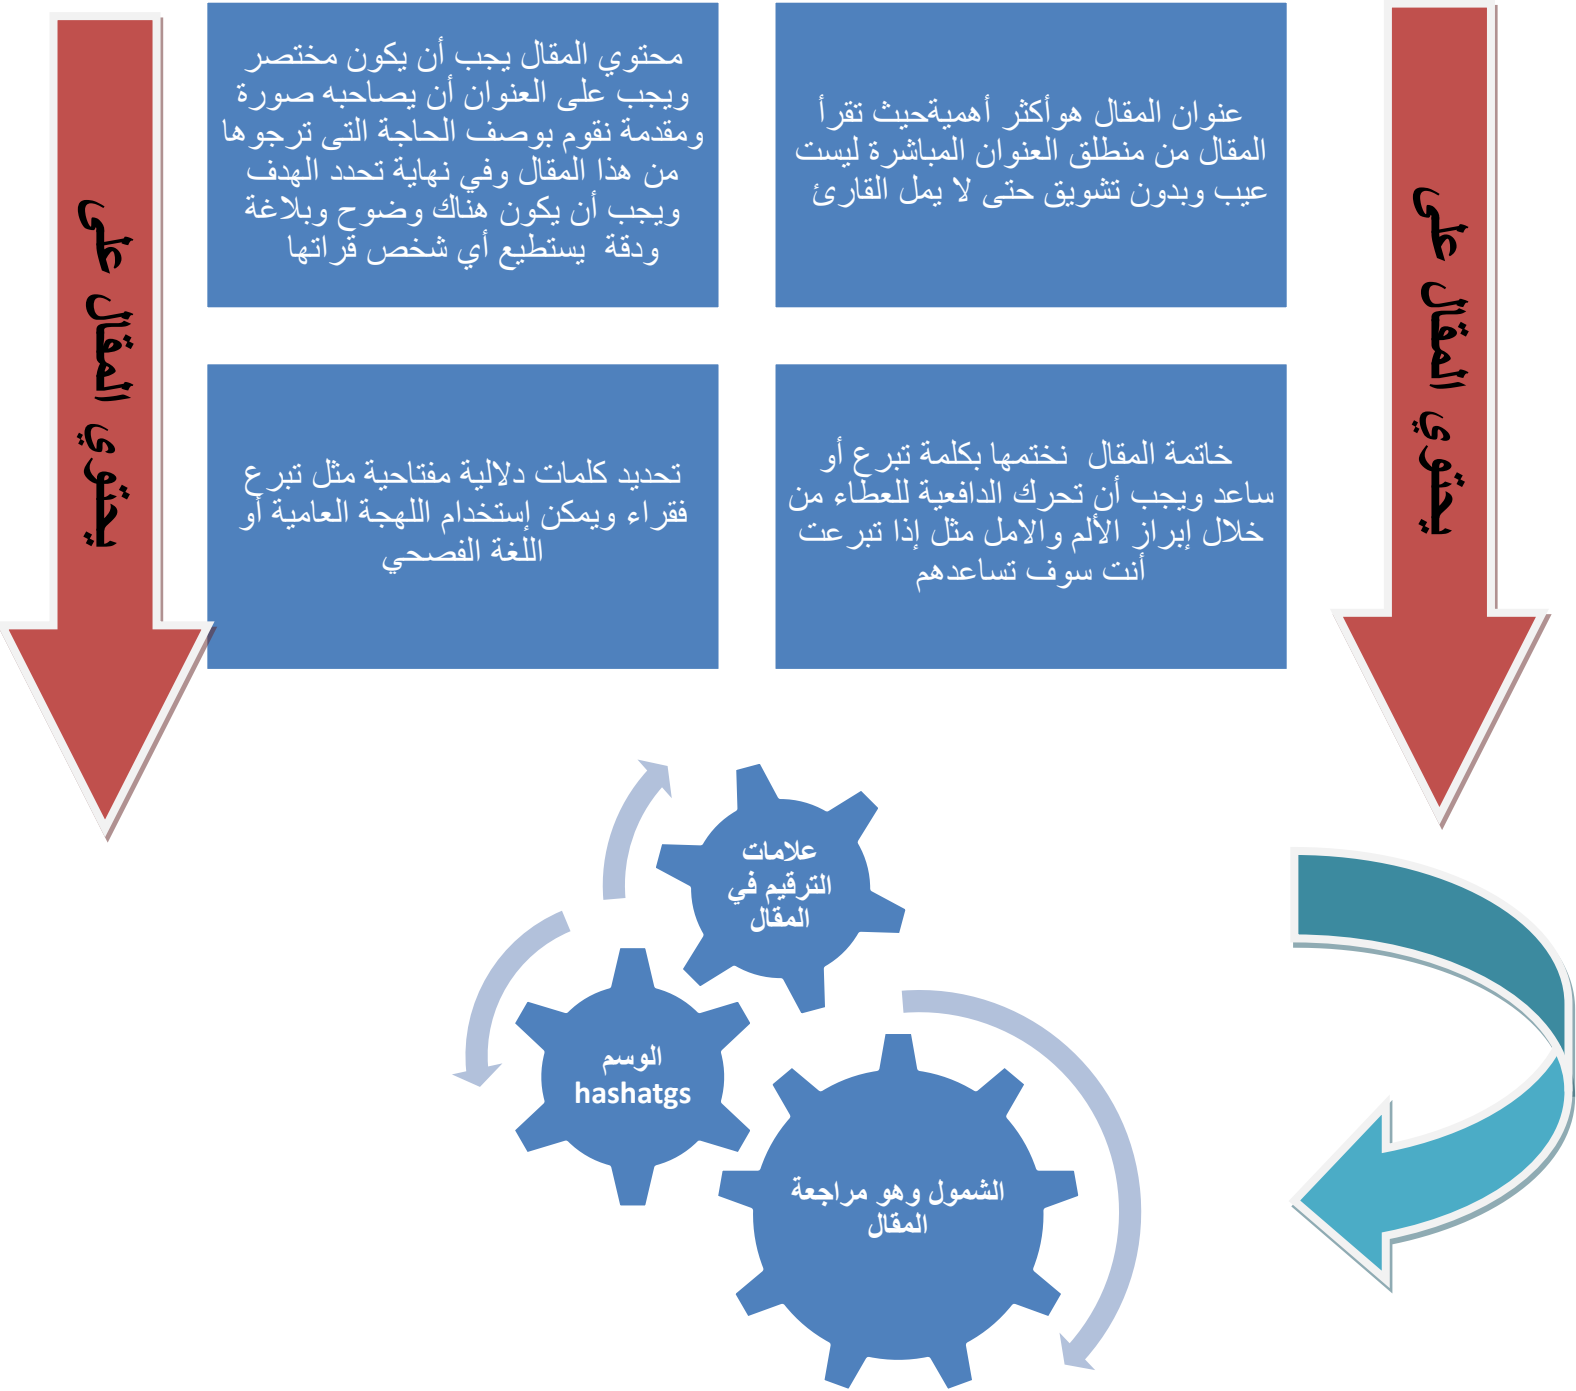 يحتوي المقال على
عنوان المقال هوأكثر أهميةحيث تقرأ
المقال من منطلق العنوان المباشرة ليست
عيب وبدون تشويق حتى لا يمل القارئ
محتوي المقال يجب أن يكون مختصر
ويجب على العنوان أن يصاحبه صورة
ومقدمة نقوم بوصف الحاجة التى ترجوها
من هذا المقال وفي نهاية تحدد الهدف
ويجب أن يكون هناك وضوح وبلاغة
ودقة يستطيع أي شخص قراتها
يحتوي المقال على
خاتمة المقال نختمها بكلمة تبرع أو
ساعد ويجب أن تحرك الدافعية للعطاء من
خلال إبراز الألم والامل مثل إذا تبرعت
أنت سوف تساعدهم
تحديد كلمات دلالية مفتاحية مثل تبرع
فقراء ويمكن إستخدام اللهجة العامية أو
اللغة الفصحي
علامات
الترقيم في
المقال
الوسم
hashatgs
الشمول وهو مراجعة
المقال